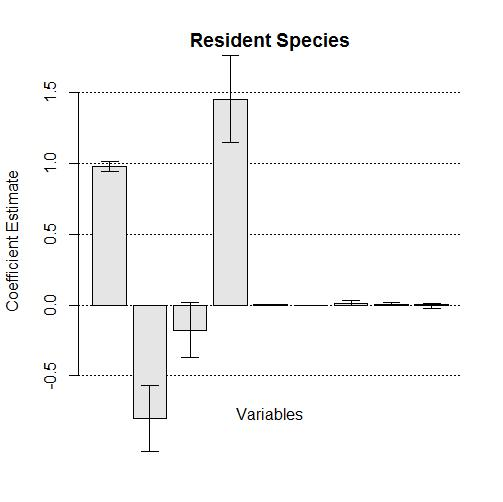 Resident Species
Coefficient Estimate
1.5
1.0
0.5
0.0
-0.5
Variables